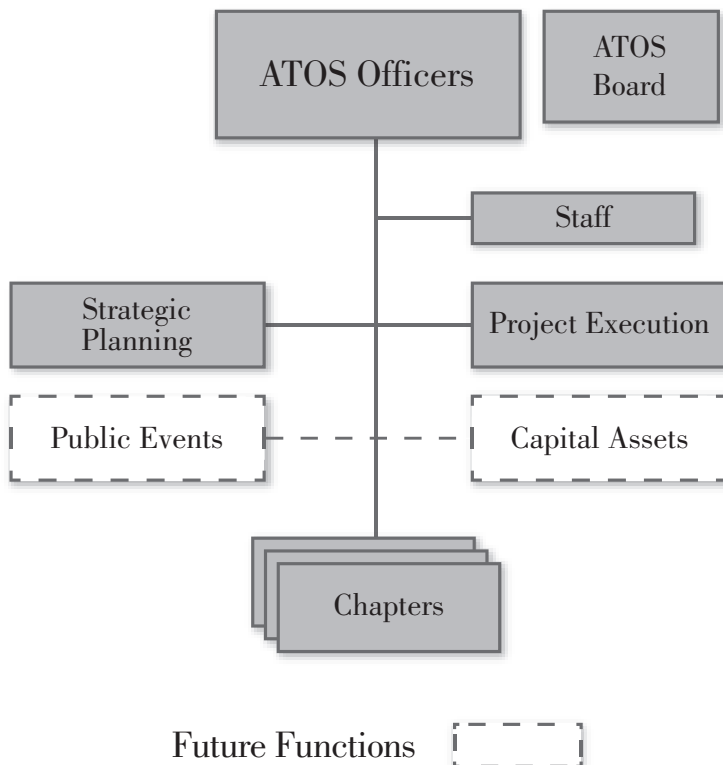 ATOS Officers
ATOS
Board
Staff
Strategic
Planning
Project Execution
Public Events
Capital Assets
Chapters
Future Functions